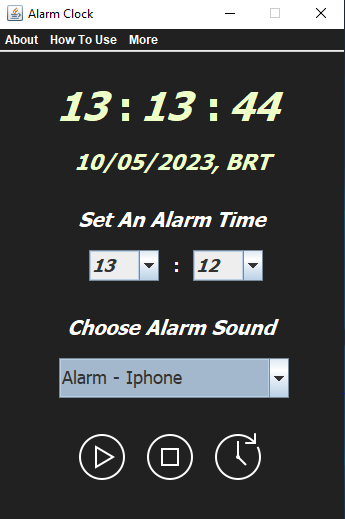 Alarm Clock
About How To Use More
13 : 13 : 44
10/05/2023, BRT
Set An Alarm Time
13 : 12
Choose Alarm Sound
Alarm - Iphone